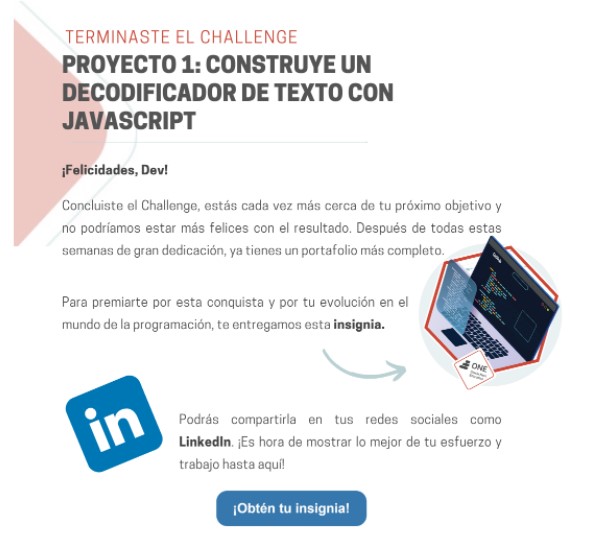 TERMINASTE EL CHALLENGE
PROYECTO 1: CONSTRUYE UN
DECODIFICADOR DE TEXTO CON
JAVASCRIPT
¡Felicidades, Dev!
Concluiste el Challenge, estás cada vez más cerca de tu próximo objetivo y
no podríamos estar más felices con el resultado. Después de todas estas
semanas de gran dedicación, ya tienes un portafolio más completo.
Para premiarte por esta conquista y por tu evolución en el
mundo de la programación, te entregamos esta insignia.
ONE
in
Podrás compartirla en tus redes sociales como
LinkedIn. ¡Es hora de mostrar lo mejor de tu esfuerzo y
trabajo hasta aquí!
¡Obtén tu insignia!